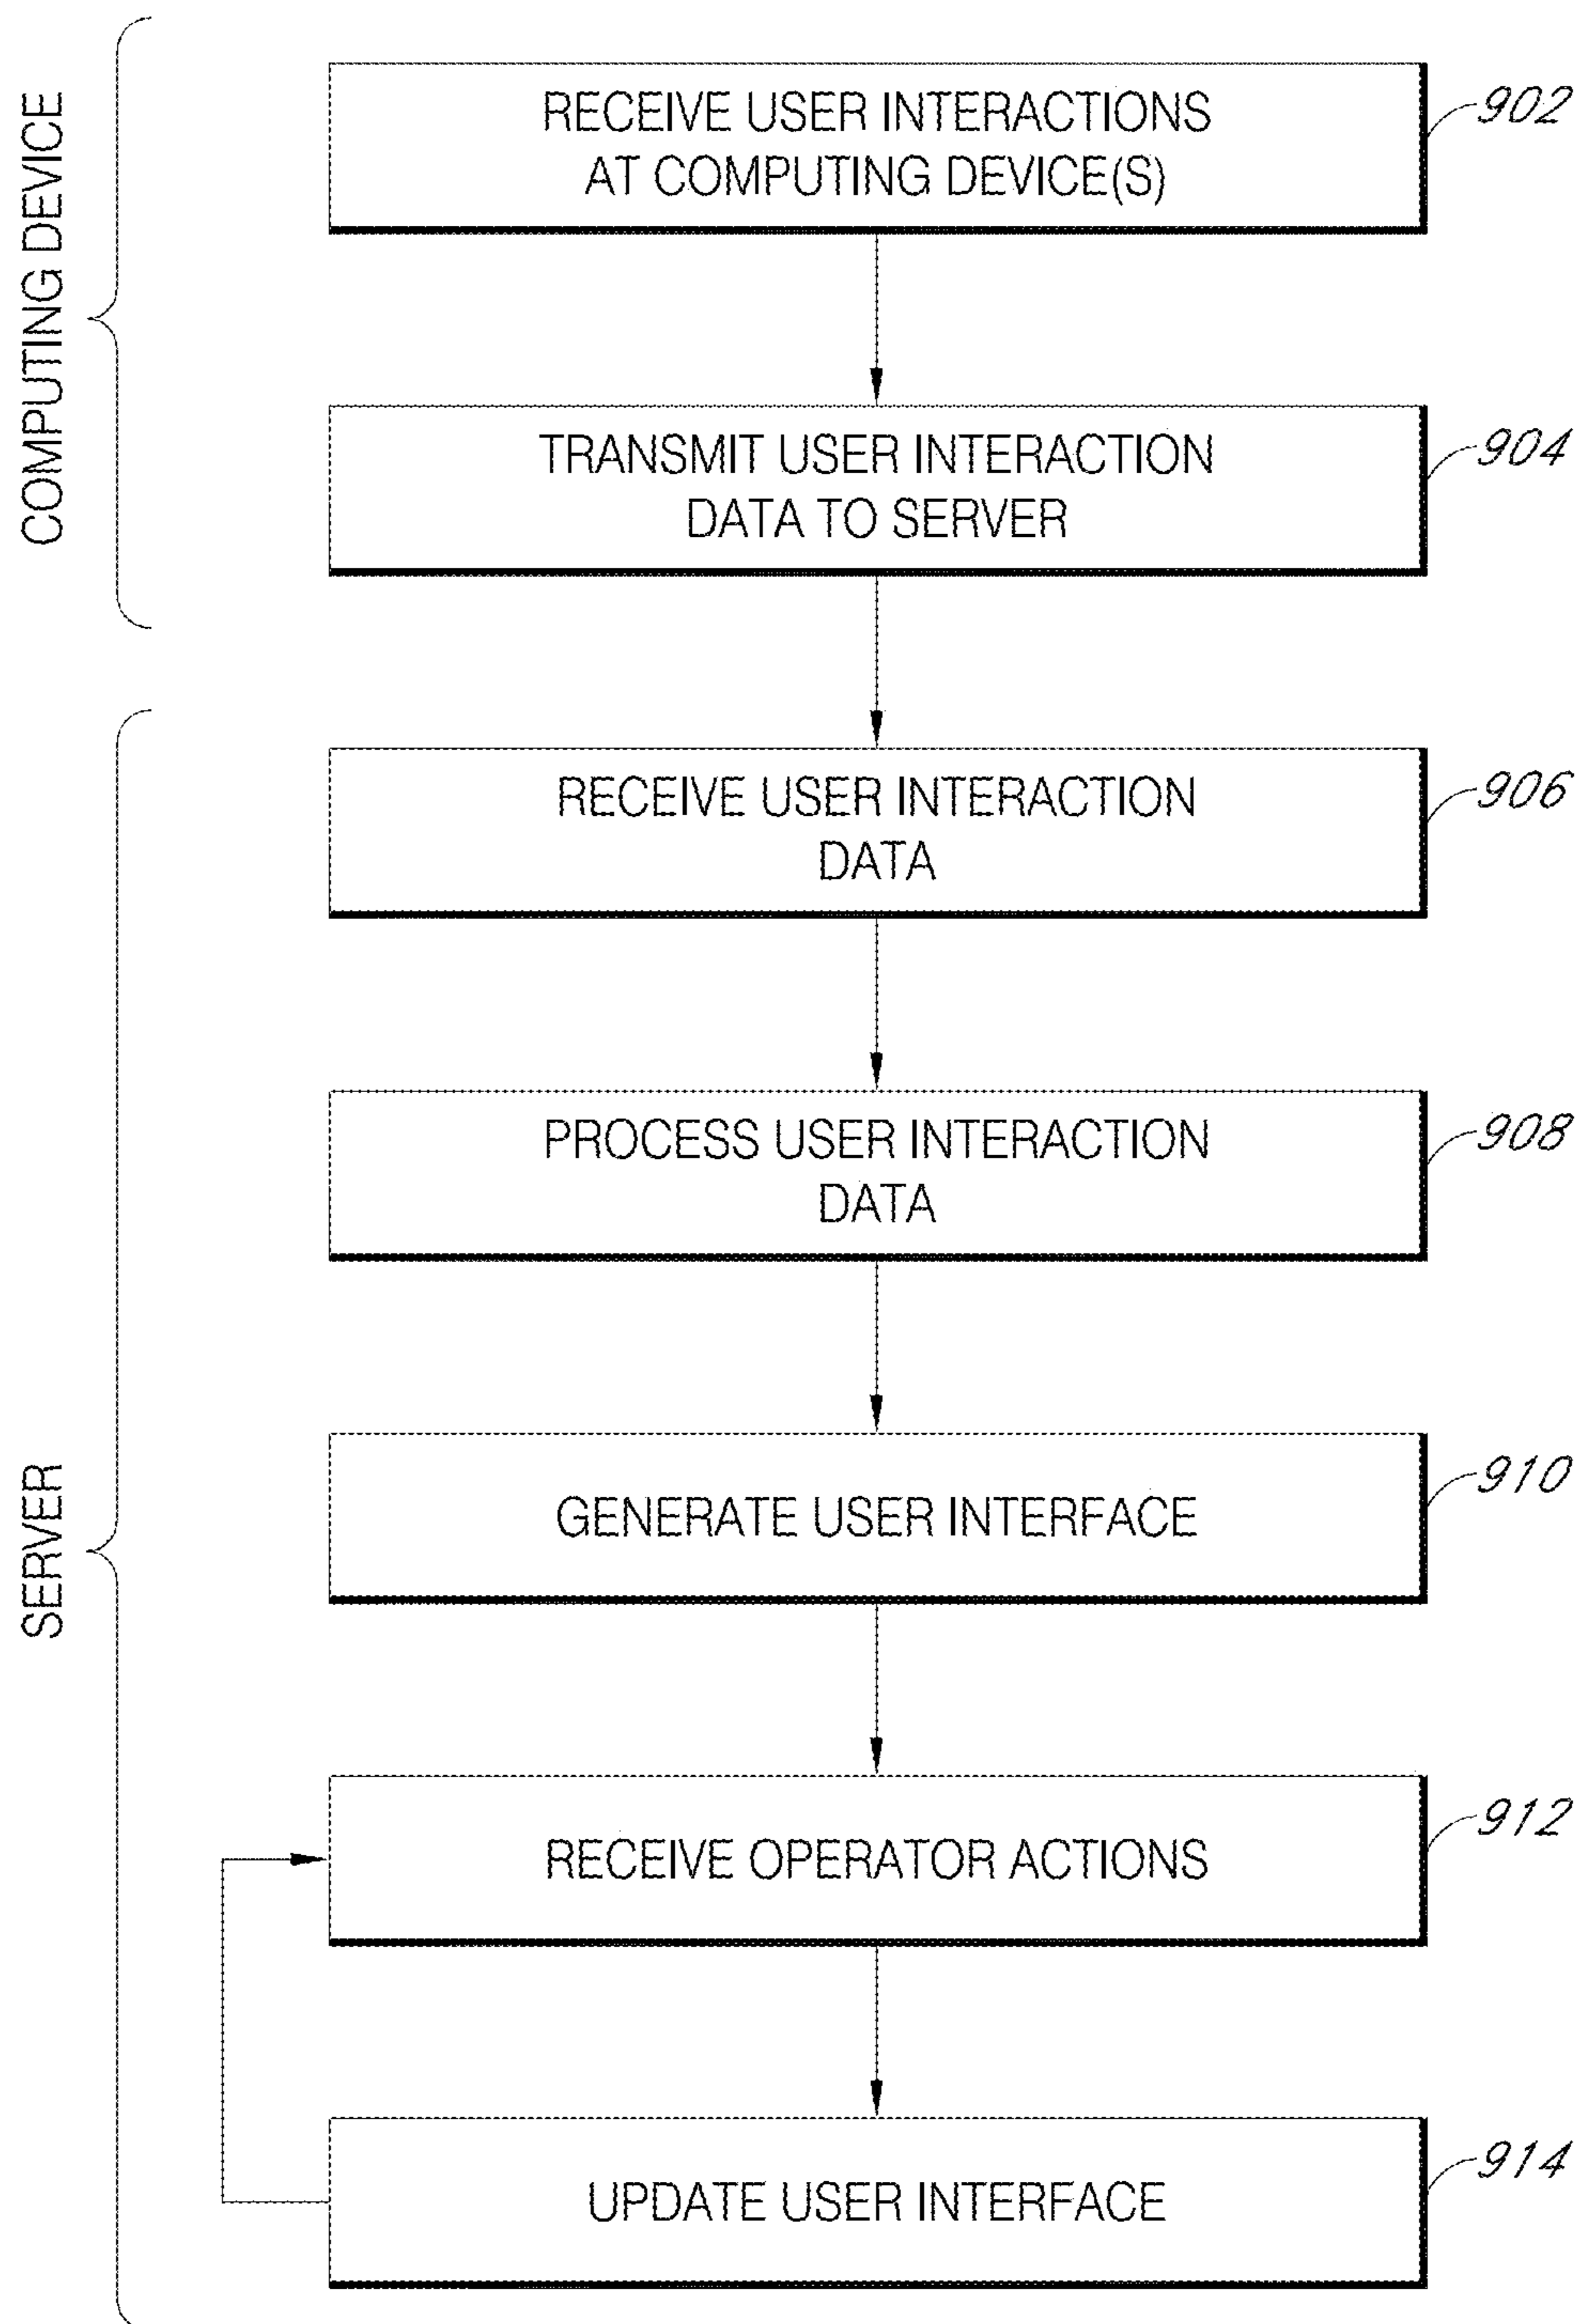 COMPUTING DEVICE
RECEIVE USER INTERACTIONS
AT COMPUTING DEVICE(S)
902
TRANSMIT USER INTERACTION
DATA TO SERVER
904
SERVER
RECEIVE USER INTERACTION
DATA
906
PROCESS USER INTERACTION
DATA
908
GENERATE USER INTERFACE
910
RECEIVE OPERATOR ACTIONS
912
UPDATE USER INTERFACE
914